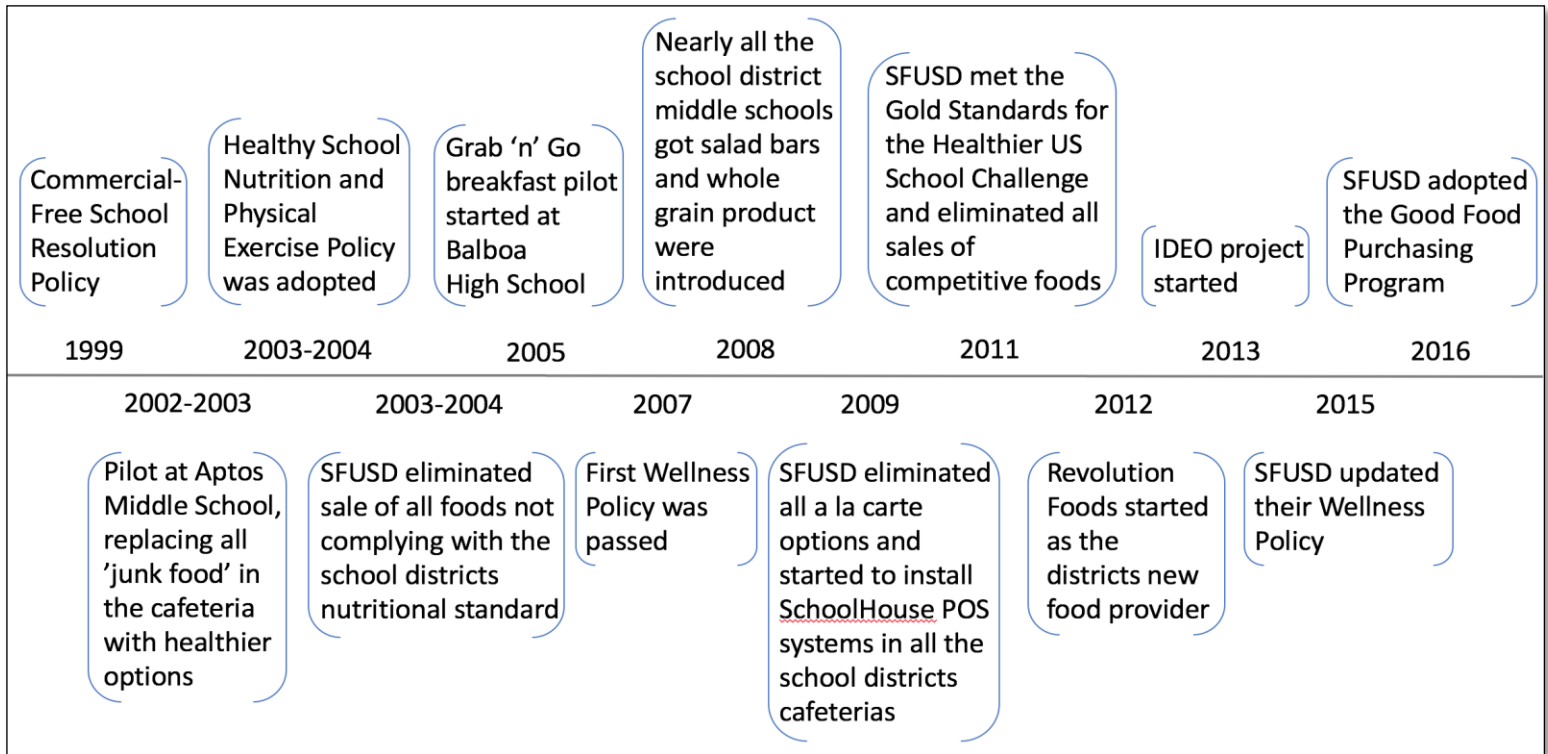 Commercial-
Free School
Resolution
Policy
1999
Healthy School
Nutrition and
Physical
Exercise Policy
was adopted
2003-2004
Grab ‘n’ Go
breakfast pilot
started at
Balboa
High School
2005
Nearly all the
school district
middle schools
got salad bars
and whole
grain product
were
introduced
2008
SFUSD met the
Gold Standards for
the Healthier US
School Challenge
and eliminated all
sales of
competitive foods
2011
IDEO project
started
2013
SFUSD adopted
the Good Food
Purchasing
Program
2016
2002-2003
Pilot at Aptos
Middle School,
replacing all
’junk food’ in
the cafeteria
with healthier
options
2003-2004
SFUSD eliminated
sale of all foods not
complying with the
school districts
nutritional standard
2007
First Wellness
Policy was
passed
2009
SFUSD eliminated
all a la carte
options and
started to install
SchoolHouse POS
systems in all the
school districts
cafeterias
2012
Revolution
Foods started
as the
districts new
food provider
2015
SFUSD updated
their Wellness
Policy